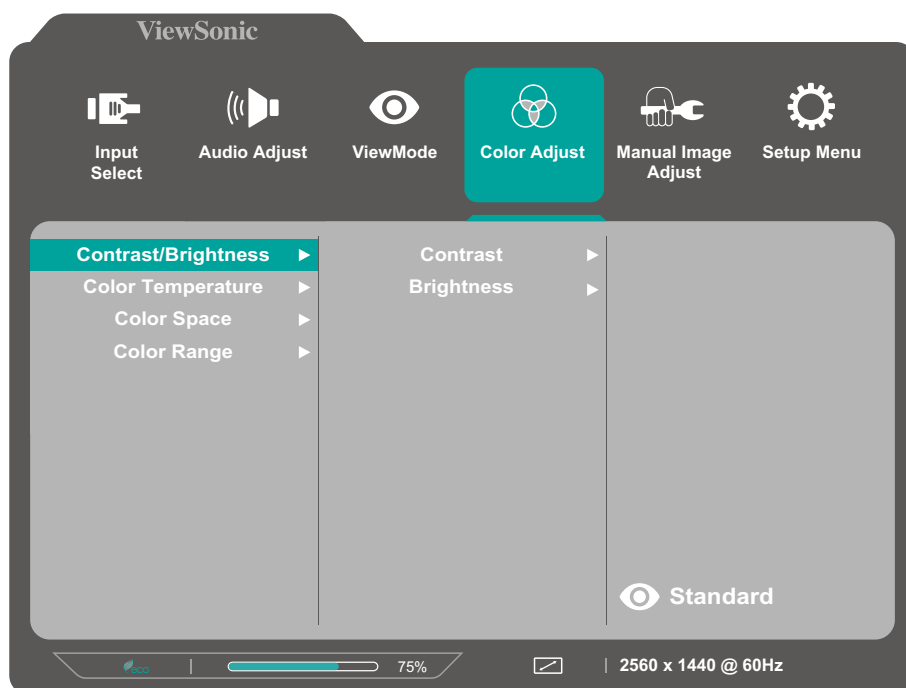 ViewSonic
Input
Select
Audio Adjust
ViewMode
Color Adjust
Manual Image
Adjust
Setup Menu
Contrast/Brightness
Color Temperature
Color Space
Color Range
Contrast
Brightness
Standard
eco
75%
2560 x 1440 @ 60Hz